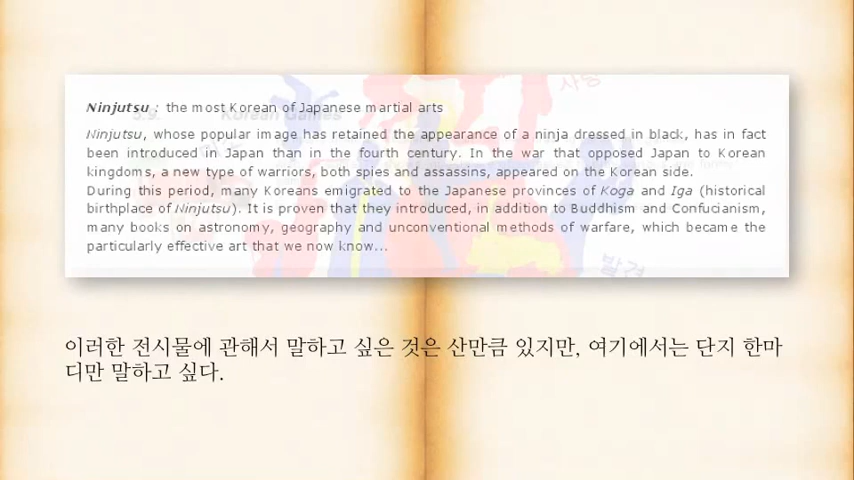 Ninjutsu : the most Korean of Japanese martial arts
Ninjutsu, whose popular image has retained the appearance of a ninja dressed in black, has in fact
been introduced in Japan than in the fourth century. In the war that opposed Japan to Korean
kingdoms, a new type of warriors, both spies and assassins, appeared on the Korean side.
During this period, many Koreans emigrated to the Japanese provinces of Koga and Iga (historical
birthplace of Ninjutsu). It is proven that they introduced, in addition to Buddhism and Confucianism,
many books on astronomy, geography and unconventional methods of warfare, which became the
particularly effective art that we now know...
이러한 전시물에 관해서 말하고 싶은 것은 산만큼 있지만, 여기에서는 단지 한마
디만 말하고 싶다.